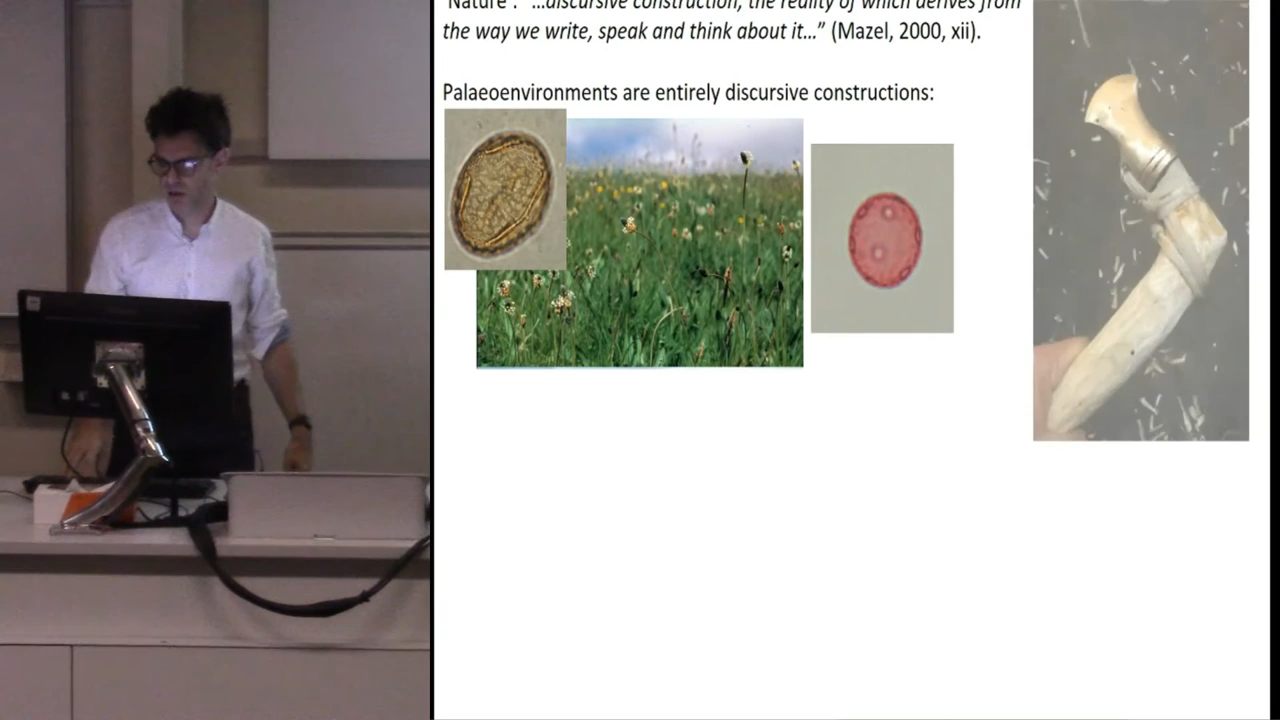 'Nature': "...discursive construction, the reality of which derives from
the way we write, speak and think about it..." (Mazel, 2000, xii).
Palaeoenvironments are entirely discursive constructions: